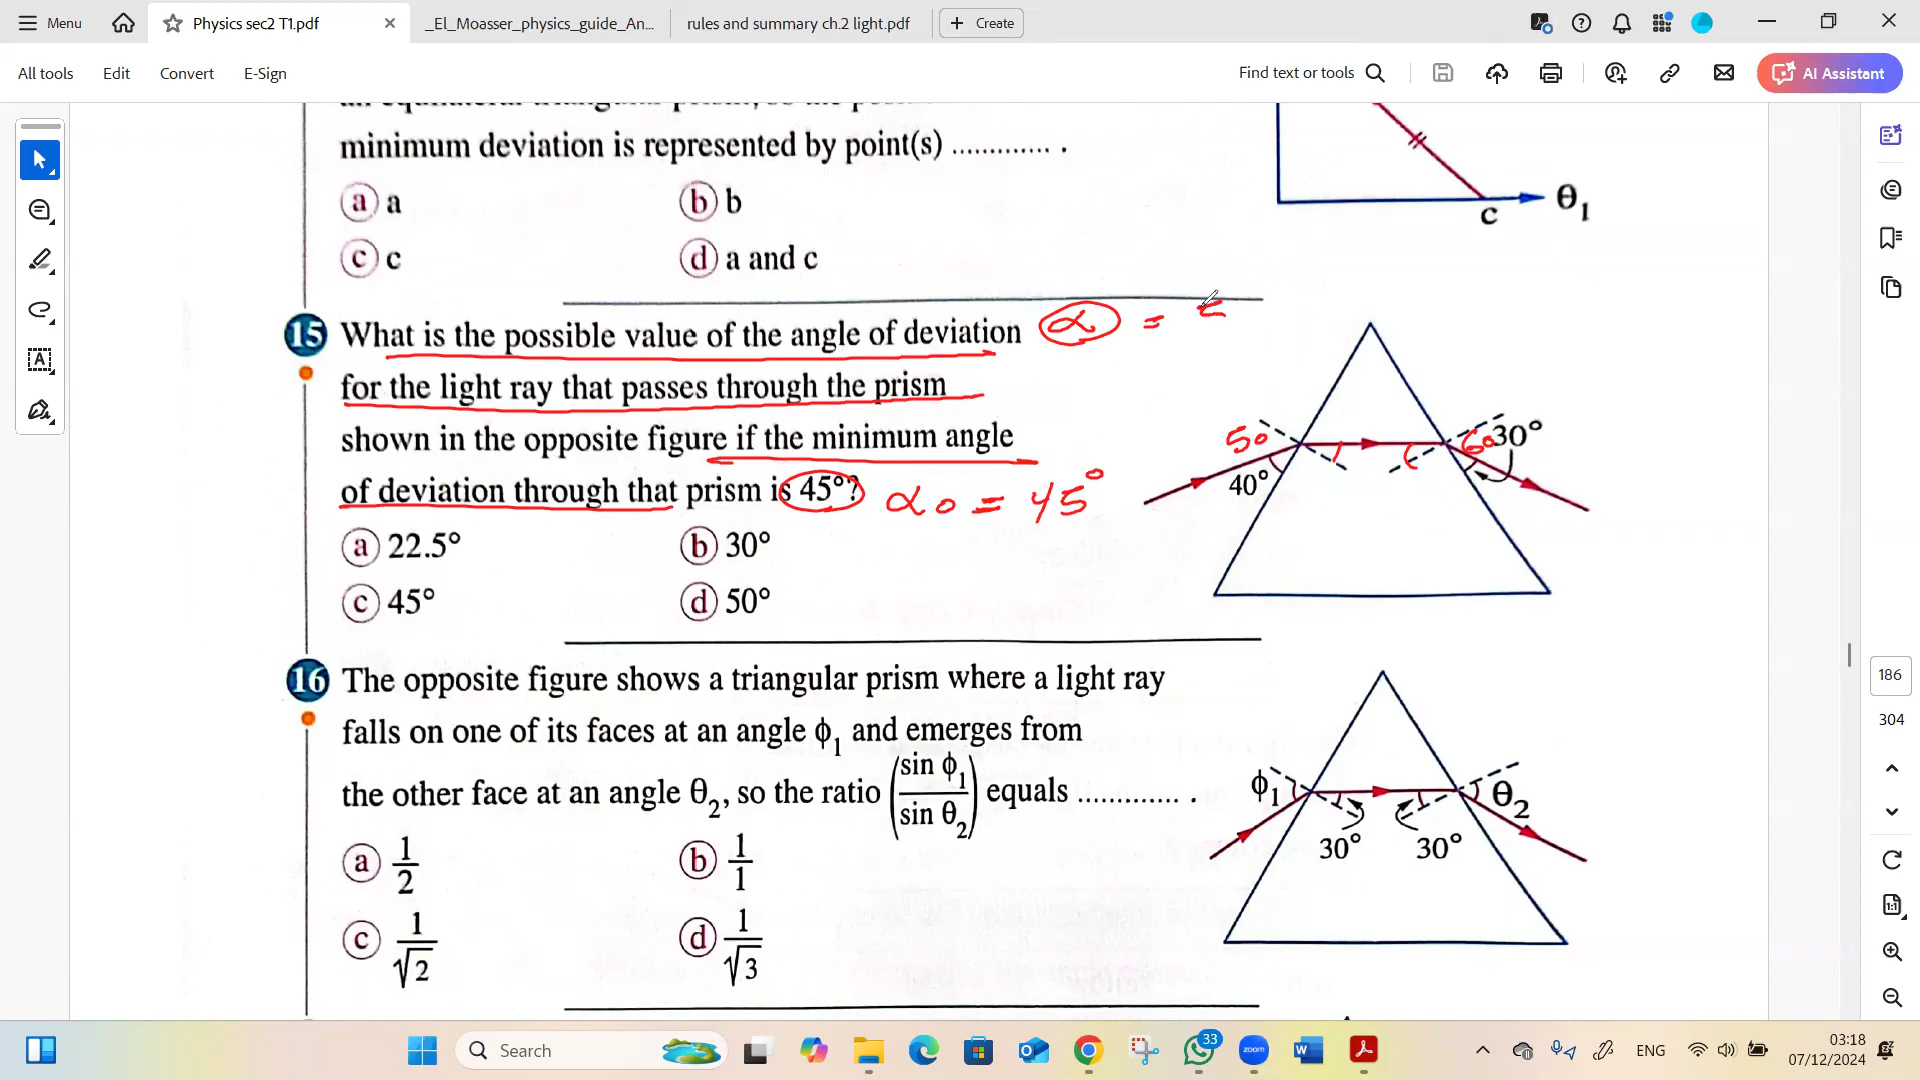 Menu
Physics sec2 T1.pdf
_El_Moasser_physics_guide_An...
rules and summary ch.2 light.pdf
Create
All tools
Edit
Convert
E-Sign
Find text or tools
AI Assistant
minimum deviation is represented by point(s) ............. .
a a
b b
c c
d a and c
c
θ1
15 What is the possible value of the angle of deviation
α =
for the light ray that passes through the prism
shown in the opposite figure if the minimum angle
of deviation through that prism is 45°?
α0 = 45°
a 22.5°
b 30°
c 45°
d 50°
50
60
30°
40°
16 The opposite figure shows a triangular prism where a light ray
falls on one of its faces at an angle ϕ1 and emerges from
the other face at an angle θ2, so the ratio (sin ϕ1 / sin θ2) equals ............. .
a 1/2
b 1/1
c 1/√2
d 1/√3
ϕ1
θ2
30°
30°
186
304
1:1
Search
33
zoom
W
ENG
03:18
07/12/2024